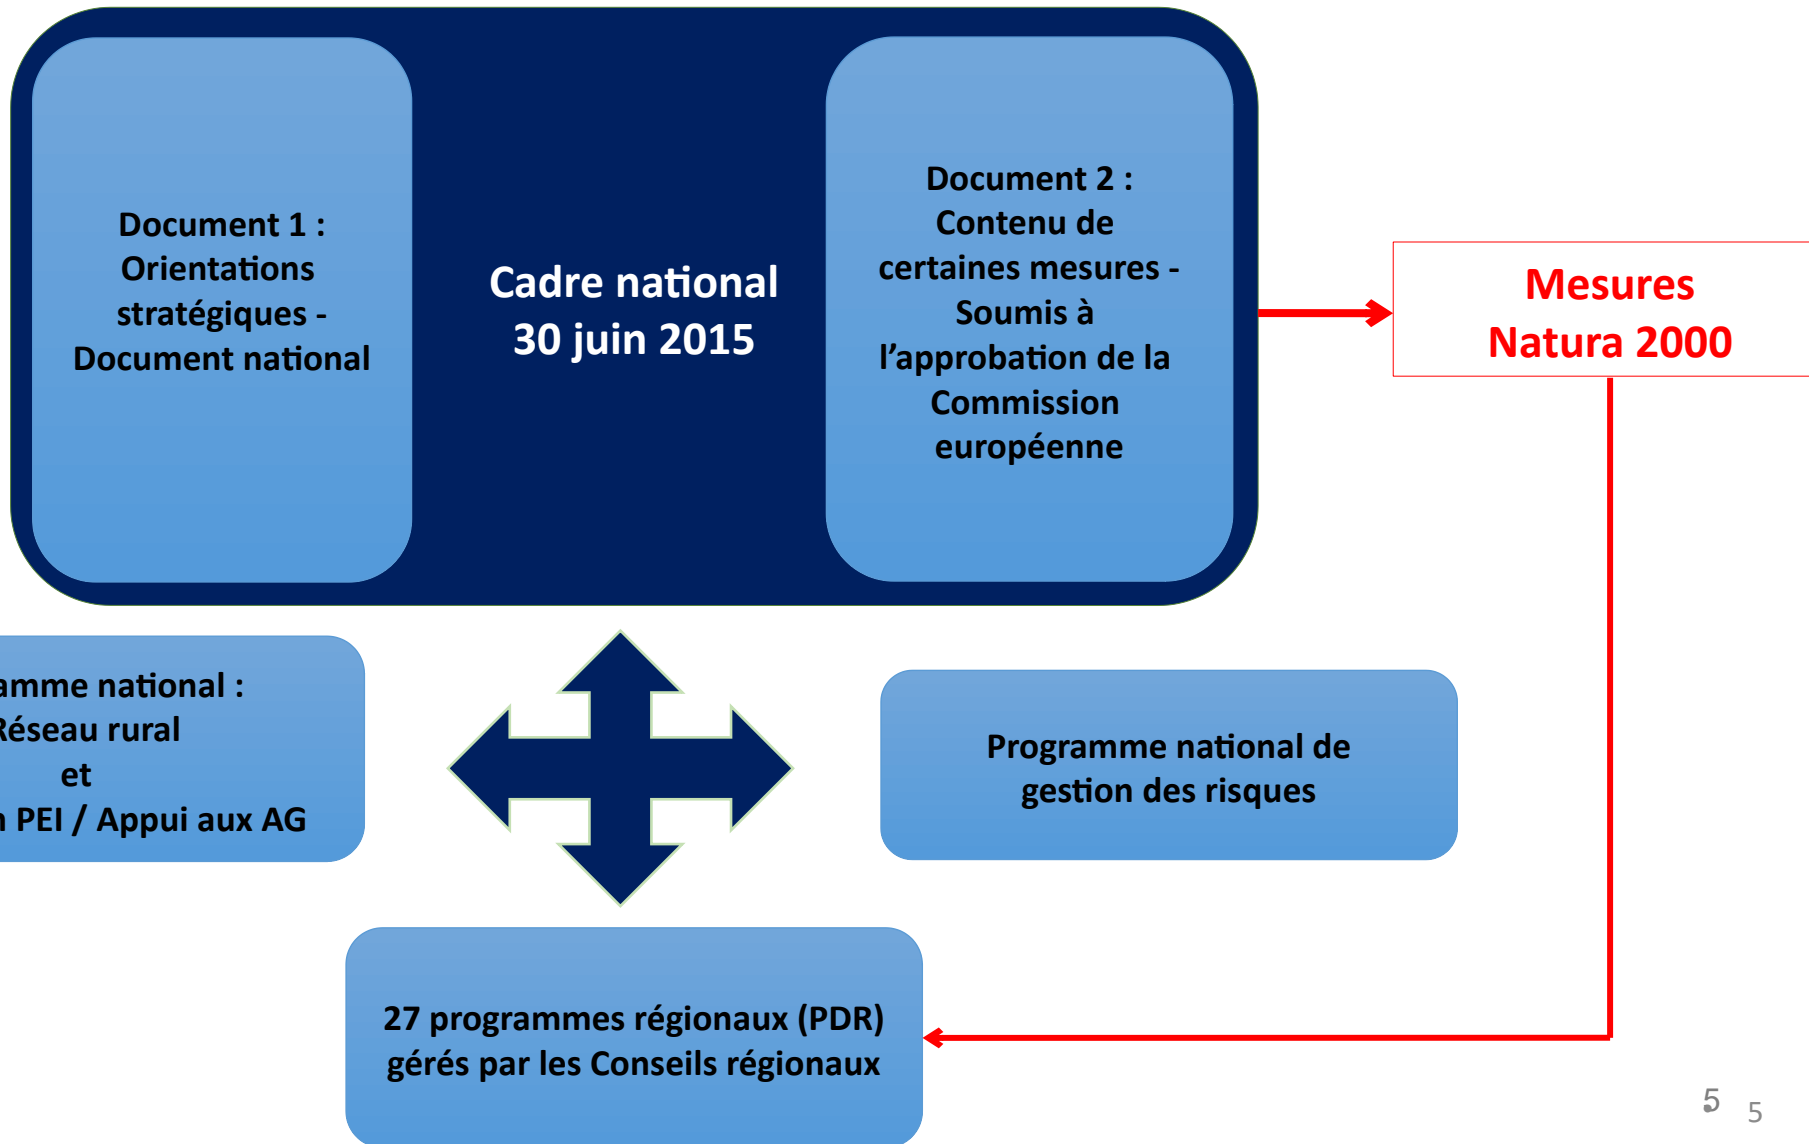 Document 1 :
Orientations
stratégiques -
Document national
Cadre national
30 juin 2015
Document 2 :
Contenu de
certaines mesures -
Soumis à
l'approbation de la
Commission
européenne
Mesures
Natura 2000
national :
rural
et
PEI / Appui aux AG
Programme national de
gestion des risques
27 programmes régionaux (PDR)
gérés par les Conseils régionaux
5
5